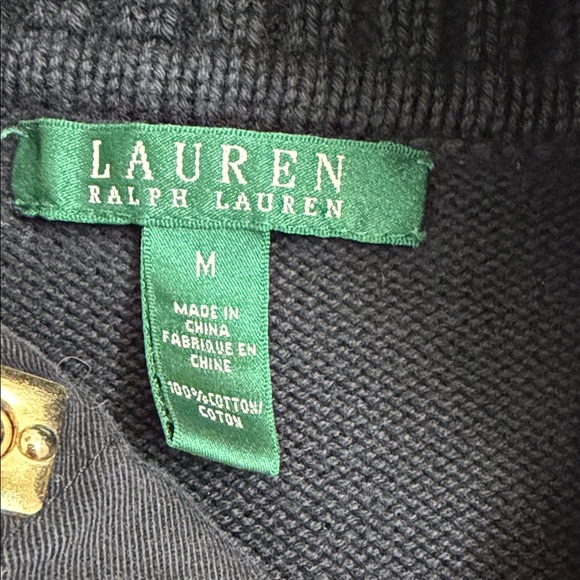 LAUREN
RALPH LAUREN
M
MADE IN
CHINA
FABRIQUE EN
CHINE
100%COTTON/
COTON